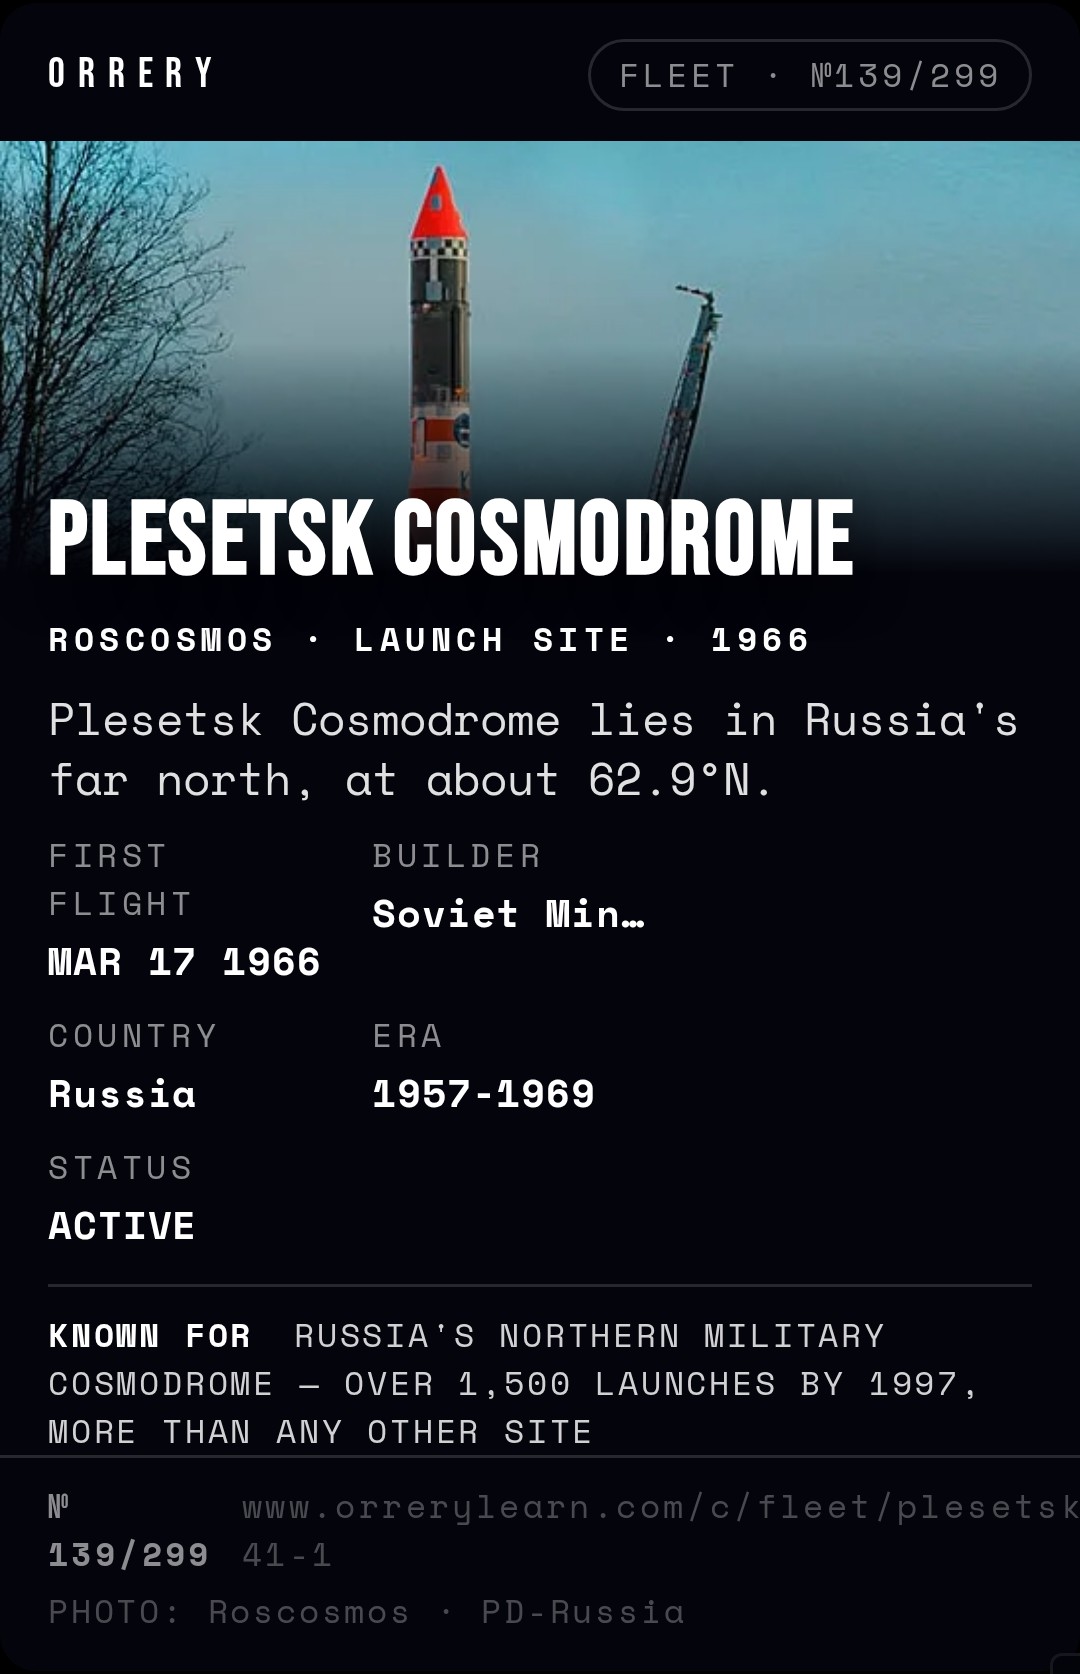 ORRERY
FLEET · №139/299
PLESETSK COSMODROME
ROSCOSMOS · LAUNCH SITE · 1966
Plesetsk Cosmodrome lies in Russia's
far north, at about 62.9°N.
FIRST
FLIGHT
MAR 17 1966
BUILDER
Soviet Min…
COUNTRY
Russia
ERA
1957-1969
STATUS
ACTIVE
KNOWN FOR RUSSIA'S NORTHERN MILITARY
COSMODROME — OVER 1,500 LAUNCHES BY 1997,
MORE THAN ANY OTHER SITE
№
139/299
www.orrerylearn.com/c/fleet/plesetsk
41-1
PHOTO: Roscosmos · PD-Russia